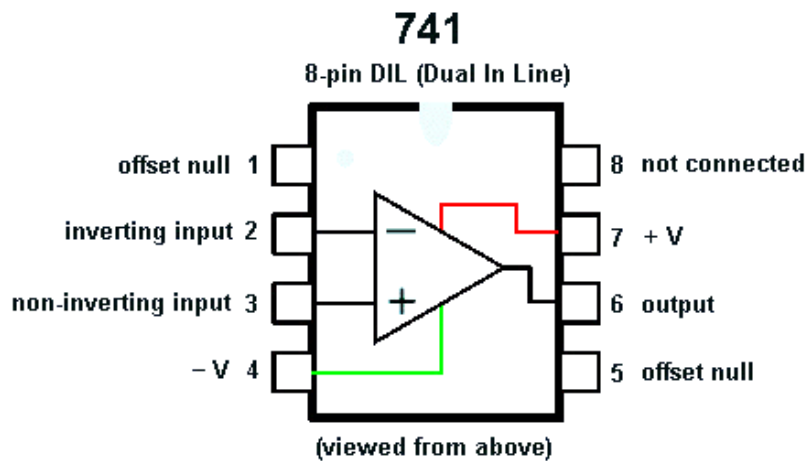 741
8-pin DIL (Dual In Line)
offset null 1
8 not connected
inverting input 2
7 + V
non-inverting input 3
6 output
– V 4
5 offset null
−
+
(viewed from above)